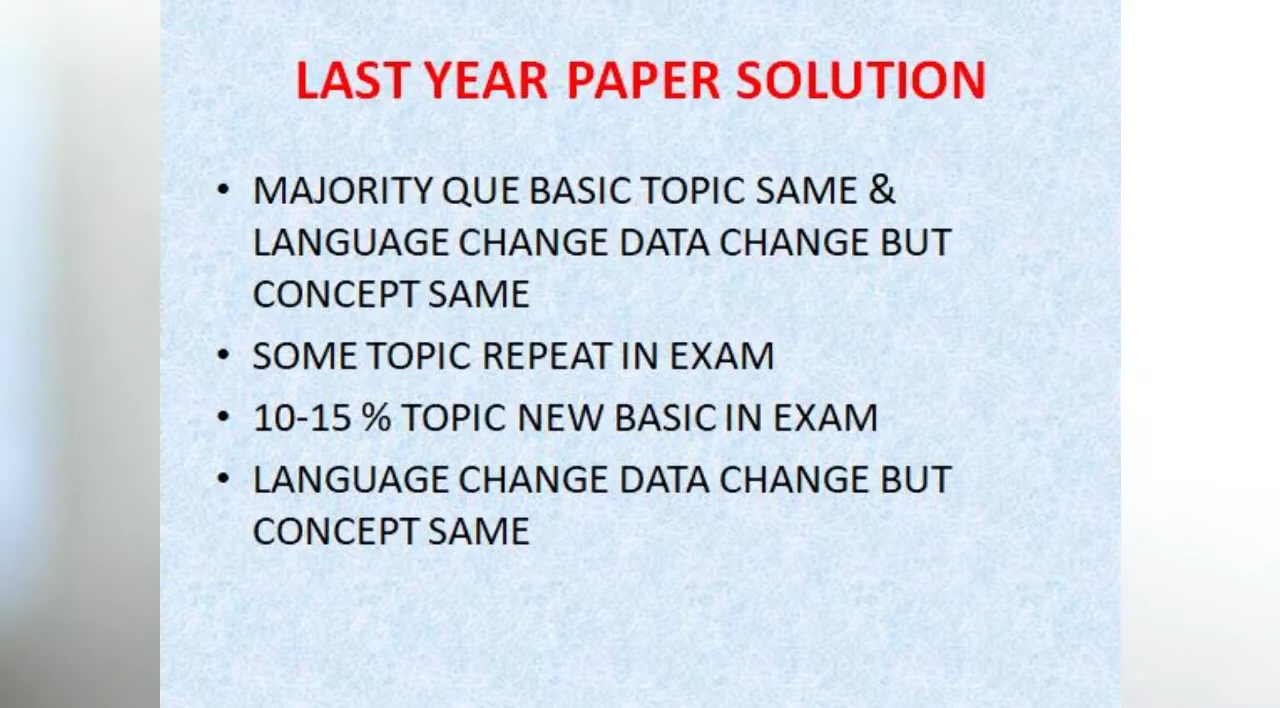 LAST YEAR PAPER SOLUTION
• MAJORITY QUE BASIC TOPIC SAME &
LANGUAGE CHANGE DATA CHANGE BUT
CONCEPT SAME
• SOME TOPIC REPEAT IN EXAM
• 10-15 % TOPIC NEW BASIC IN EXAM
• LANGUAGE CHANGE DATA CHANGE BUT
CONCEPT SAME